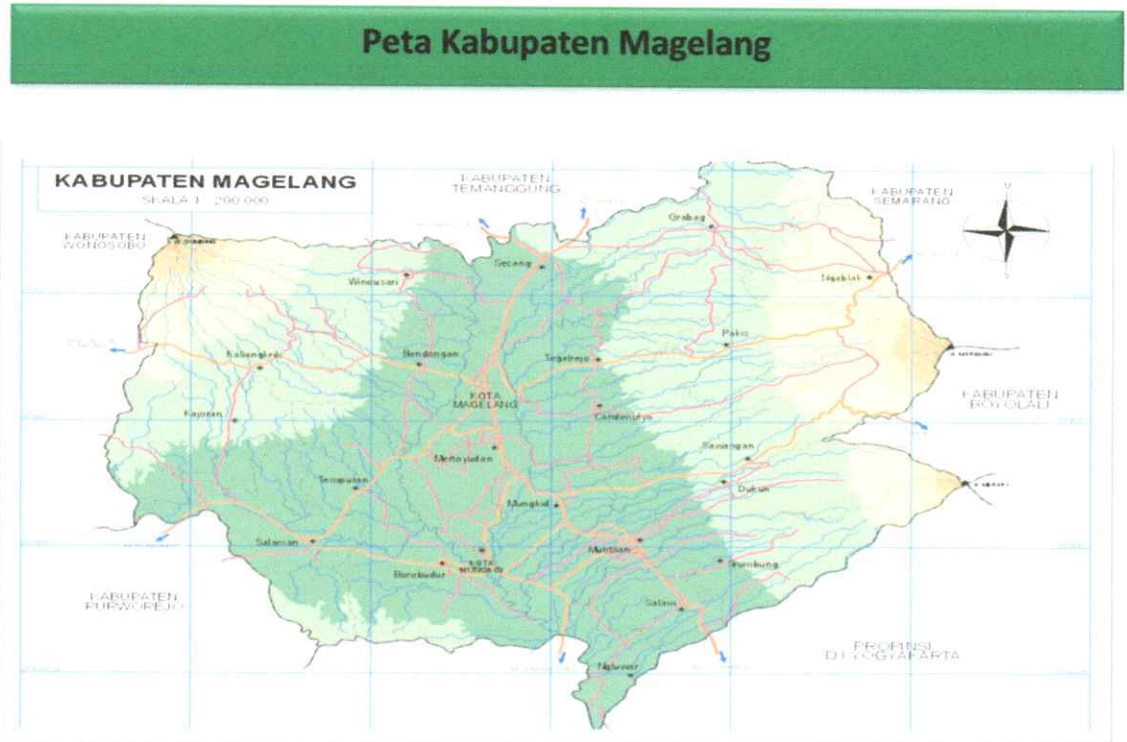 Peta Kabupaten Magelang
KABUPATEN MAGELANG
SKALA 1 : 200.000
KABUPATEN
TEMANGGUNG
KABUPATEN
SEMARANG
KABUPATEN
WONOSOBO
Grabag
Secang
Windusari
Ngablak
Pakis
Kaliangkrik
Bandongan
Tegalrejo
KOTA
MAGELANG
KABUPATEN
BOYOLALI
Kajoran
Candimulyo
Sawangan
Mertoyudan
Tempuran
Dukun
Mungkid
Salaman
Muntilan
KOTA
MUNGKID
Borobudur
Srumbung
KABUPATEN
PURWOREJO
Salam
PROPINSI
D.I YOGYAKARTA
Ngluwar